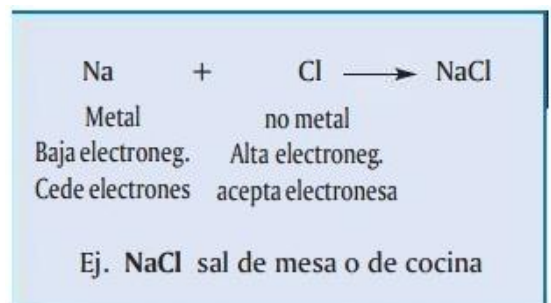 Na + Cl ⟶ NaCl
Metal no metal
Baja electroneg. Alta electroneg.
Cede electrones acepta electronesa
Ej. NaCl sal de mesa o de cocina